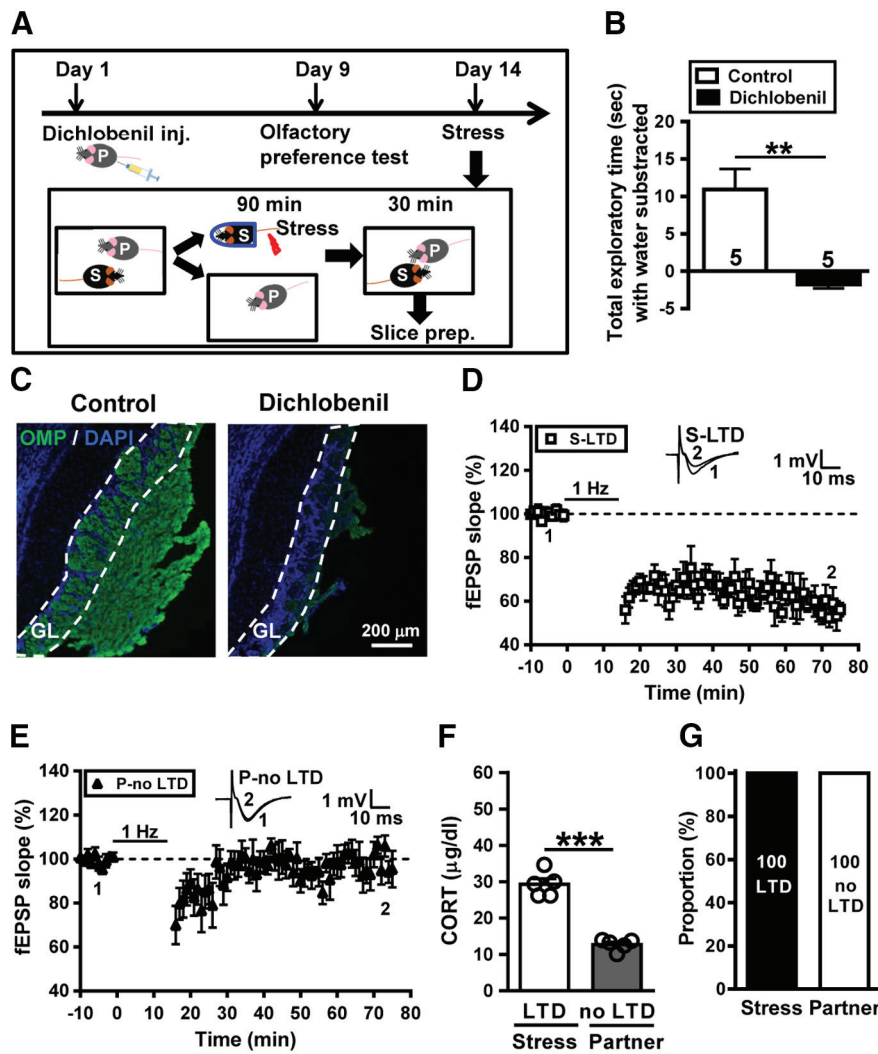 A
Day 1
Day 9
Day 14
Dichlobenil inj.
Olfactory
preference test
Stress
P
90 min
Stress
30 min
P
S
S
P
P
S
Slice prep.
B
Control
Dichlobenil
Total exploratory time (sec)
with water substracted
20
15
10
5
0
-5
**
5
5
C
Control
Dichlobenil
OMP / DAPI
GL
GL
200 μm
D
fEPSP slope (%)
140
120
100
80
60
40
S-LTD
S-LTD
2
1
1 mV
10 ms
1 Hz
1
2
-10 0 10 20 30 40 50 60 70 80
Time (min)
E
fEPSP slope (%)
140
120
100
80
60
40
P-no LTD
P-no LTD
2
1
1 mV
10 ms
1 Hz
1
2
-10 0 10 20 30 40 50 60 70 80
Time (min)
F
CORT (μg/dl)
60
50
40
30
20
10
0
***
LTD no LTD
Stress Partner
G
Proportion (%)
100
80
60
40
20
0
100
LTD
100
no
LTD
Stress Partner